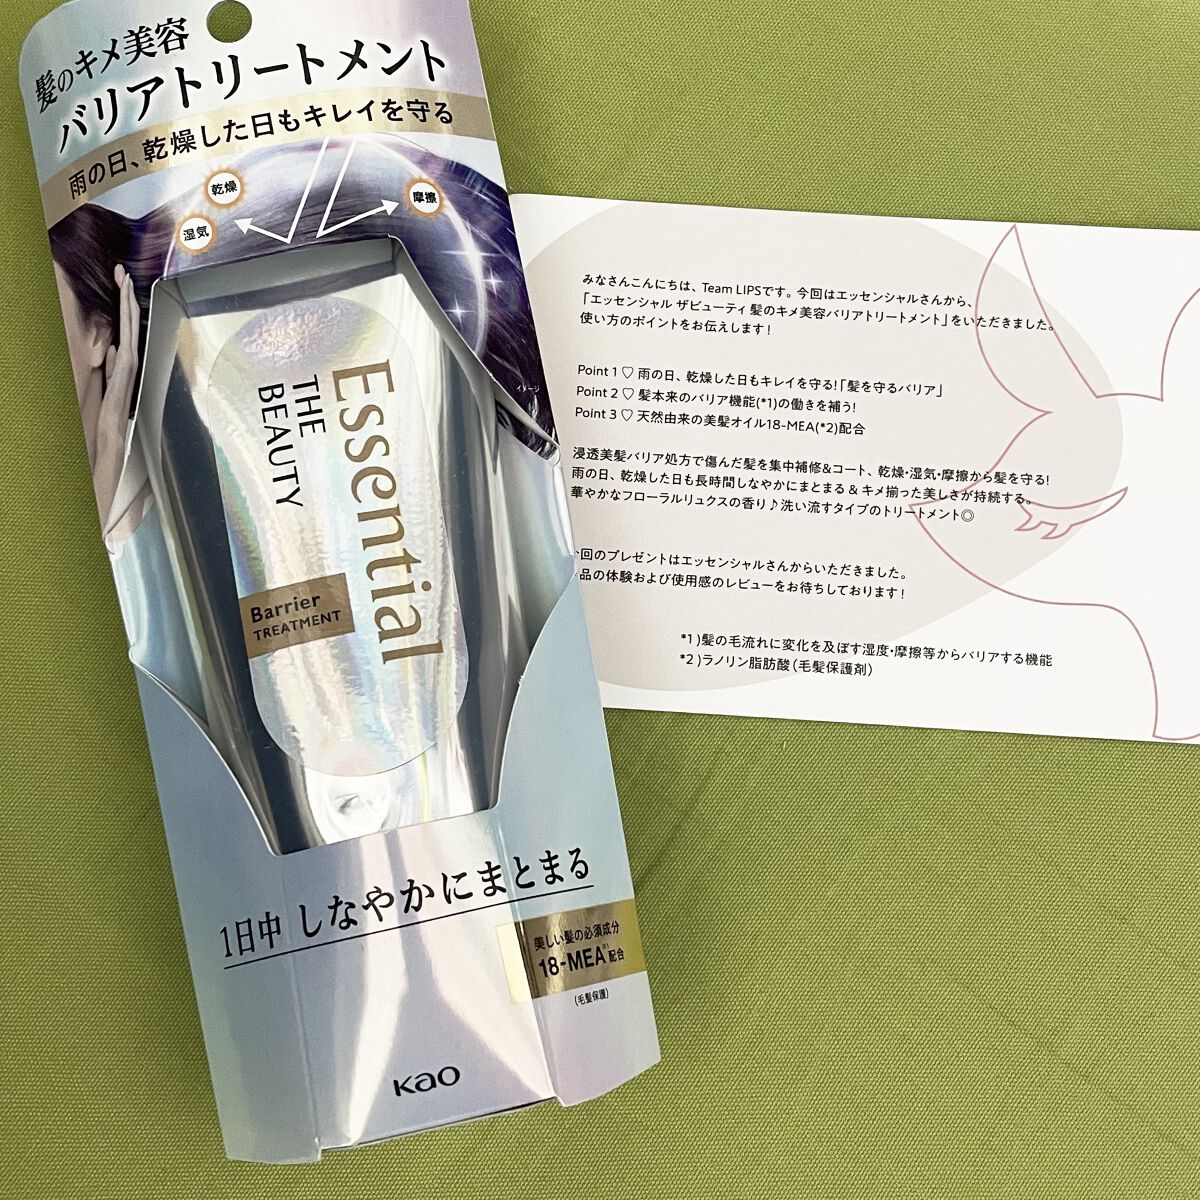 髪のキメ美容
バリアトリートメント
雨の日、乾燥した日もキレイを守る
乾燥
湿気
摩擦
イメージ
Essential
THE
BEAUTY
Barrier
TREATMENT
1日中 しなやかにまとまる
美しい髪の必須成分
18-MEA※1配合
(毛髪保護)
Kao
みなさんこんにちは、Team LIPSです。今回はエッセンシャルさんから、
「エッセンシャル ザビューティ 髪のキメ美容バリアトリートメント」をいただきました。
使い方のポイントをお伝えします！
Point 1 ♡ 雨の日、乾燥した日もキレイを守る!「髪を守るバリア」
Point 2 ♡ 髪本来のバリア機能(*1)の働きを補う!
Point 3 ♡ 天然由来の美髪オイル18-MEA(*2)配合
浸透美髪バリア処方で傷んだ髪を集中補修&コート、乾燥・湿気・摩擦から髪を守る!
雨の日、乾燥した日も長時間しなやかにまとまる & キメ揃った美しさが持続する。
華やかなフローラルリュクスの香り♪洗い流すタイプのトリートメント◎
回のプレゼントはエッセンシャルさんからいただきました。
品の体験および使用感のレビューをお待ちしております！
*1 )髪の毛流れに変化を及ぼす湿度・摩擦等からバリアする機能
*2 )ラノリン脂肪酸（毛髪保護剤）